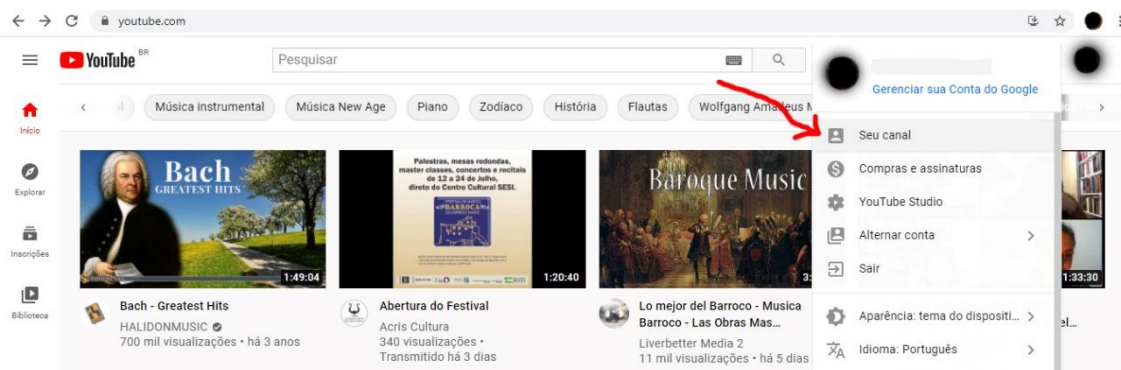 youtube.com
YouTube BR
Pesquisar
Gerenciar sua Conta do Google
Início
Explorar
Inscrições
Biblioteca
Música instrumental
Música New Age
Piano
Zodíaco
História
Flautas
Wolfgang Amadeus M
Seu canal
Compras e assinaturas
YouTube Studio
Alternar conta
Sair
Aparência: tema do dispositi...
Idioma: Português
Bach
GREATEST HITS
1:49:04
Bach - Greatest Hits
HALIDONMUSIC
700 mil visualizações • há 3 anos
Palestras, mesas redondas,
master classes, concertos e recitais
de 12 a 24 de Julho,
direto do Centro Cultural SESI.
BARROCA
1:20:40
Abertura do Festival
Acris Cultura
340 visualizações •
Transmitido há 3 dias
Baroque Music
3:
Lo mejor del Barroco - Musica
Barroco - Las Obras Mas...
Liverbetter Media 2
11 mil visualizações • há 5 dias
1:33:30
el...